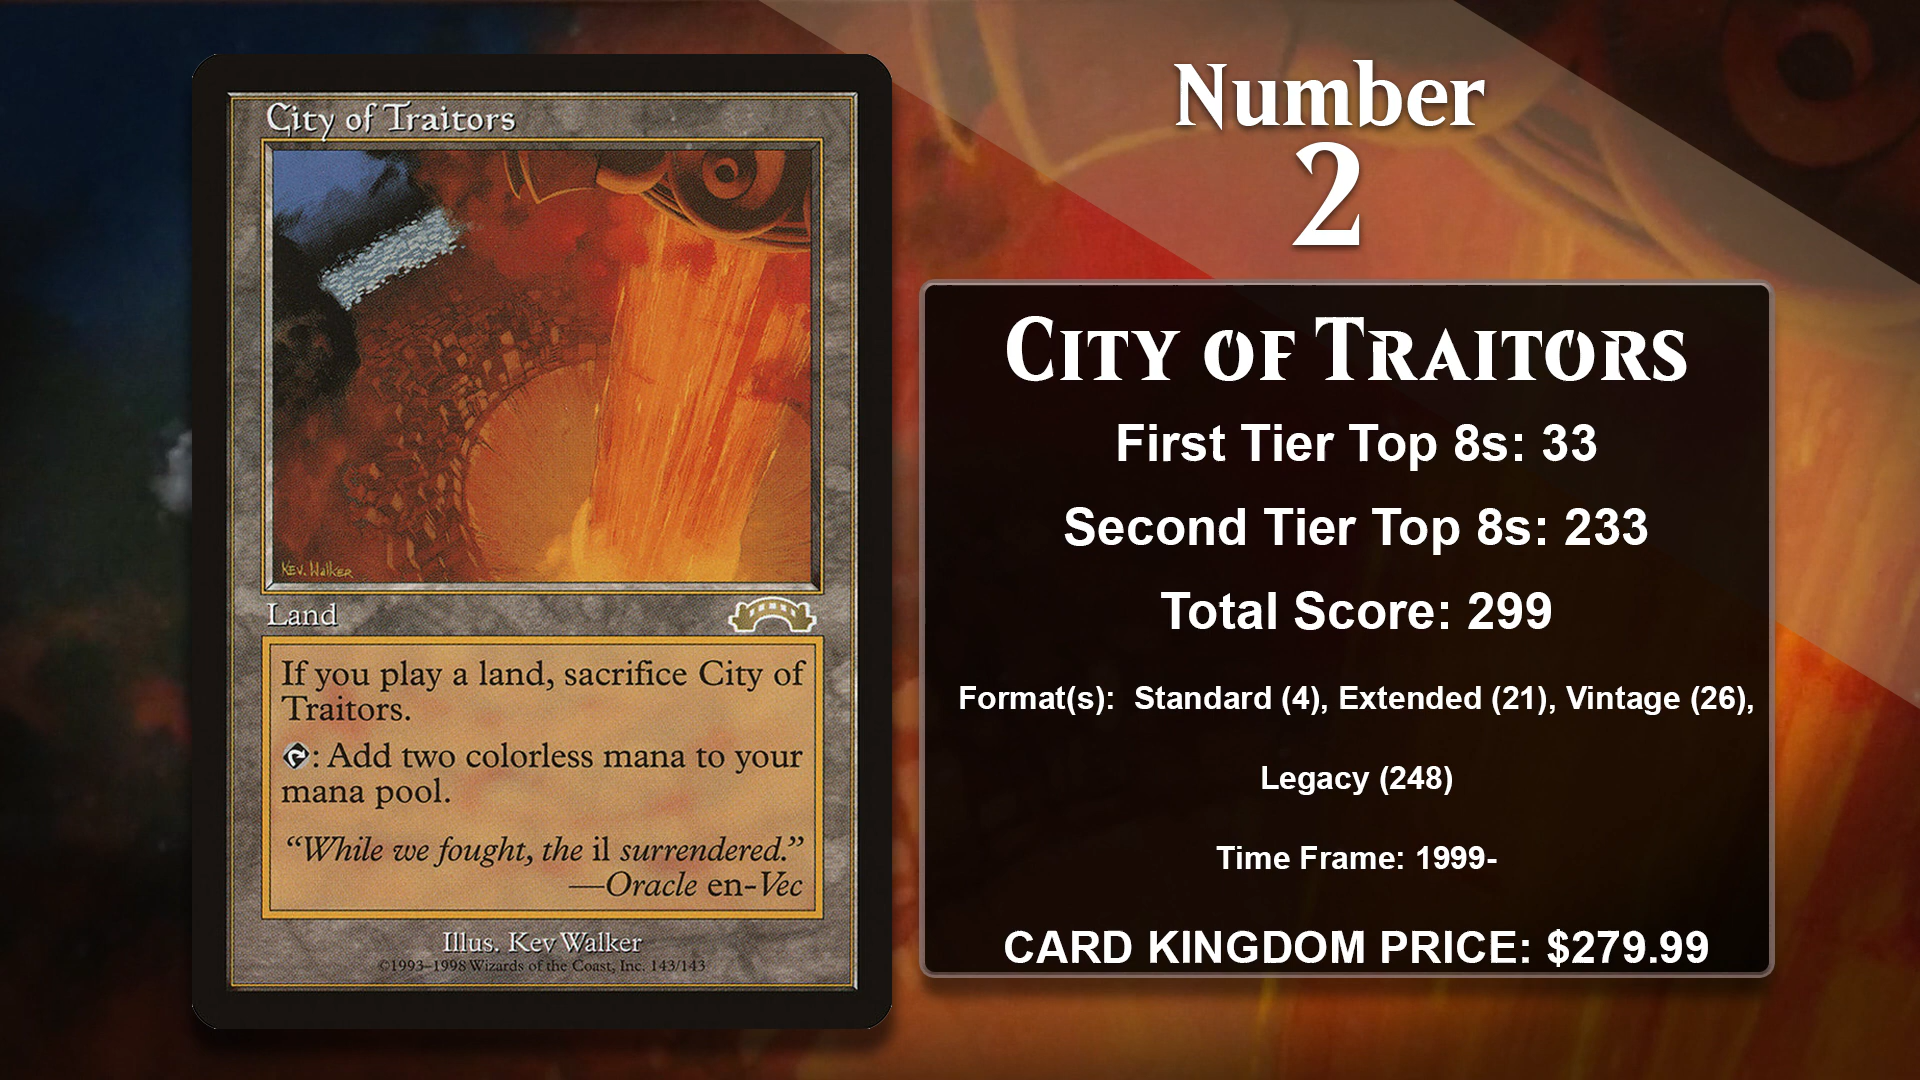 City of Traitors
Kev. Walker
Land
If you play a land, sacrifice City of
Traitors.
: Add two colorless mana to your
mana pool.
“While we fought, the il surrendered.”
—Oracle en-Vec
Illus. Kev Walker
©1993–1998 Wizards of the Coast, Inc. 143/143
Number
2
City of Traitors
First Tier Top 8s: 33
Second Tier Top 8s: 233
Total Score: 299
Format(s): Standard (4), Extended (21), Vintage (26),
Legacy (248)
Time Frame: 1999-
CARD KINGDOM PRICE: $279.99